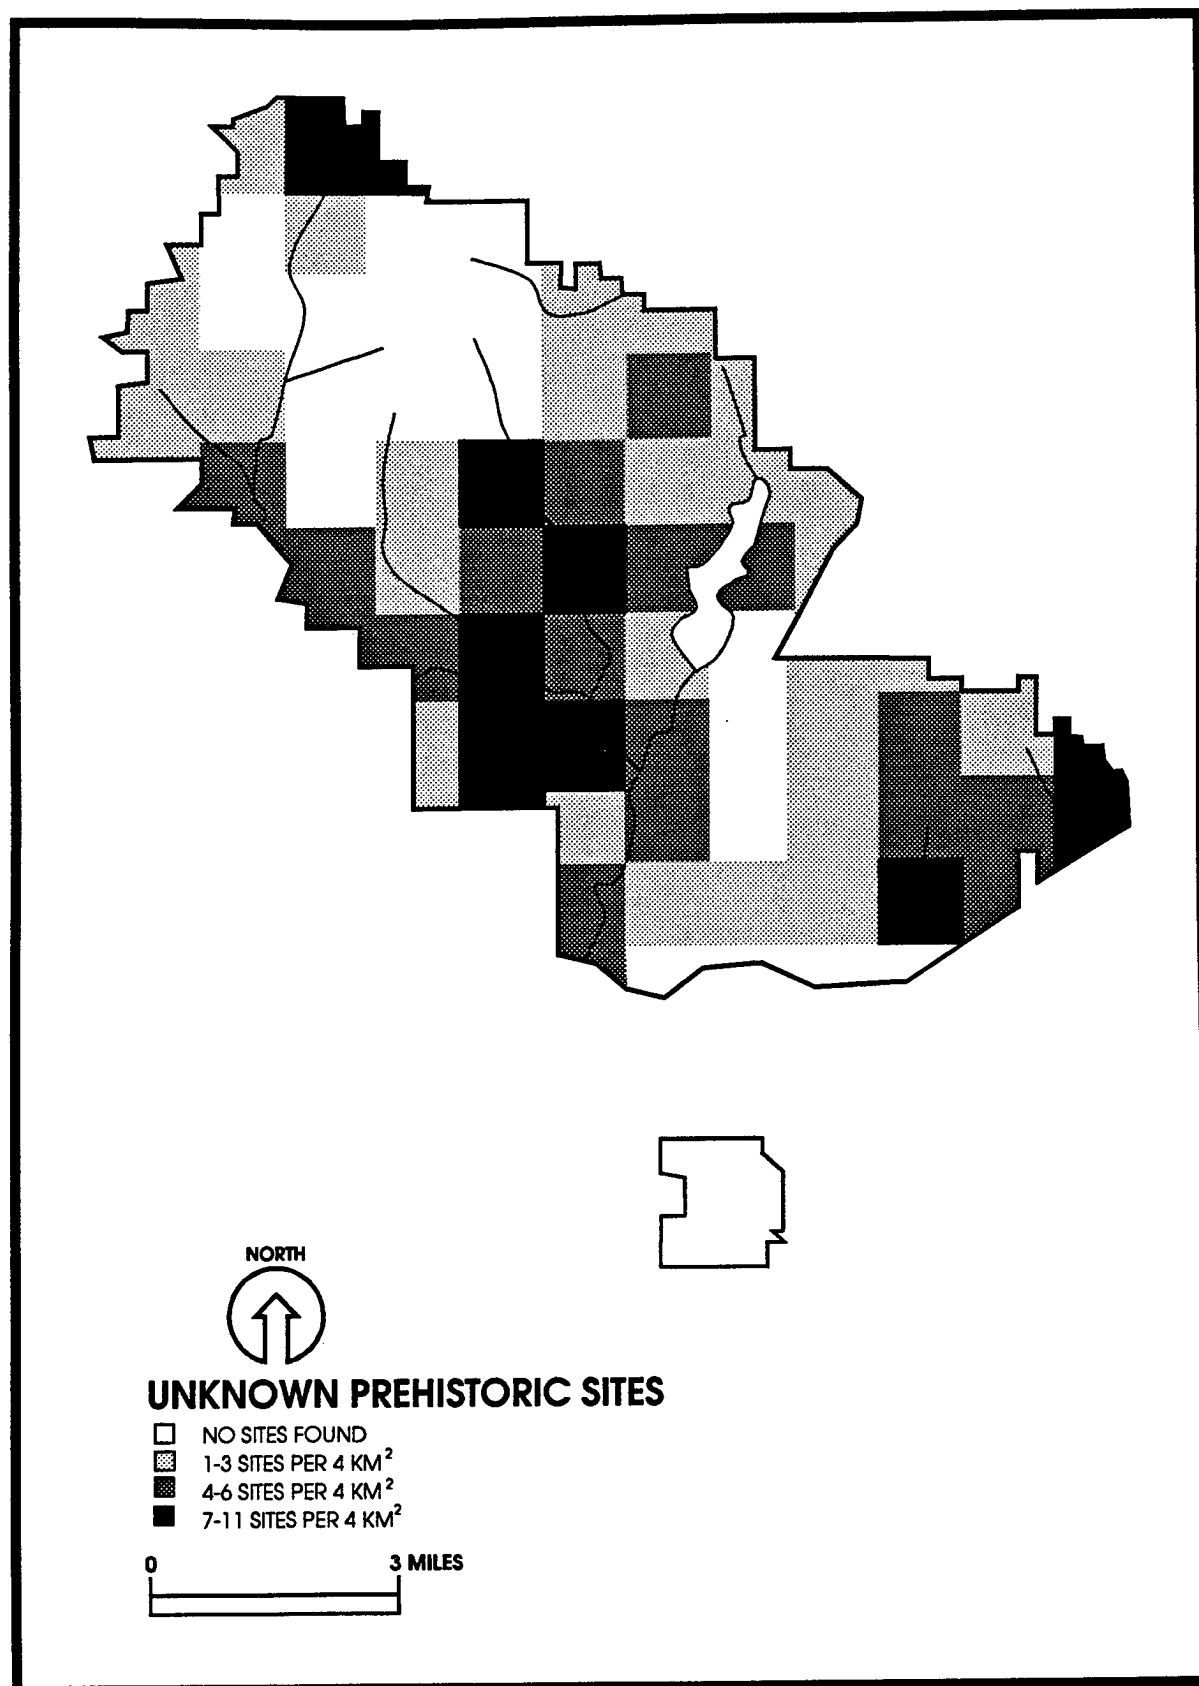 NORTH
UNKNOWN PREHISTORIC SITES
NO SITES FOUND
1-3 SITES PER 4 KM²
4-6 SITES PER 4 KM²
7-11 SITES PER 4 KM²
0 3 MILES